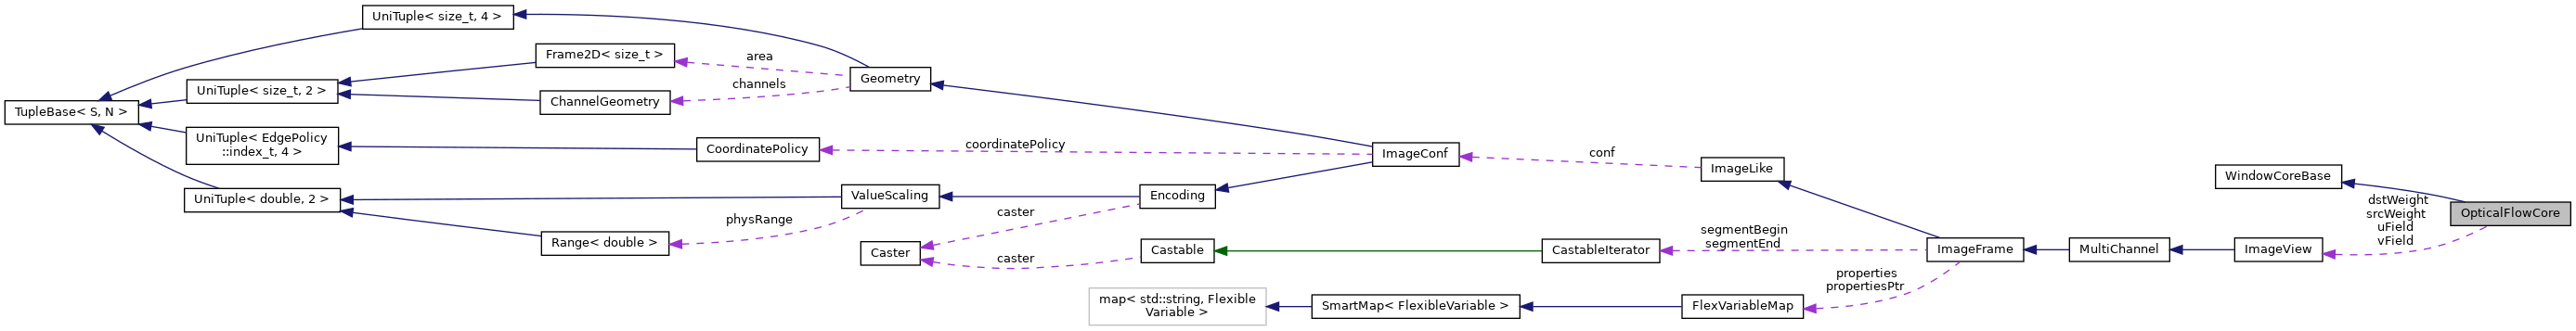 UniTuple< size_t, 4 >
Frame2D< size_t >
area
Geometry
UniTuple< size_t, 2 >
channels
ChannelGeometry
TupleBase< S, N >
UniTuple< EdgePolicy
::index_t, 4 >
CoordinatePolicy
coordinatePolicy
ImageConf
conf
ImageLike
WindowCoreBase
UniTuple< double, 2 >
ValueScaling
Encoding
physRange
caster
dstWeight
srcWeight
uField
vField
OpticalFlowCore
Range< double >
Caster
caster
Castable
CastableIterator
segmentBegin
segmentEnd
ImageFrame
MultiChannel
ImageView
properties
propertiesPtr
map< std::string, Flexible
Variable >
SmartMap< FlexibleVariable >
FlexVariableMap